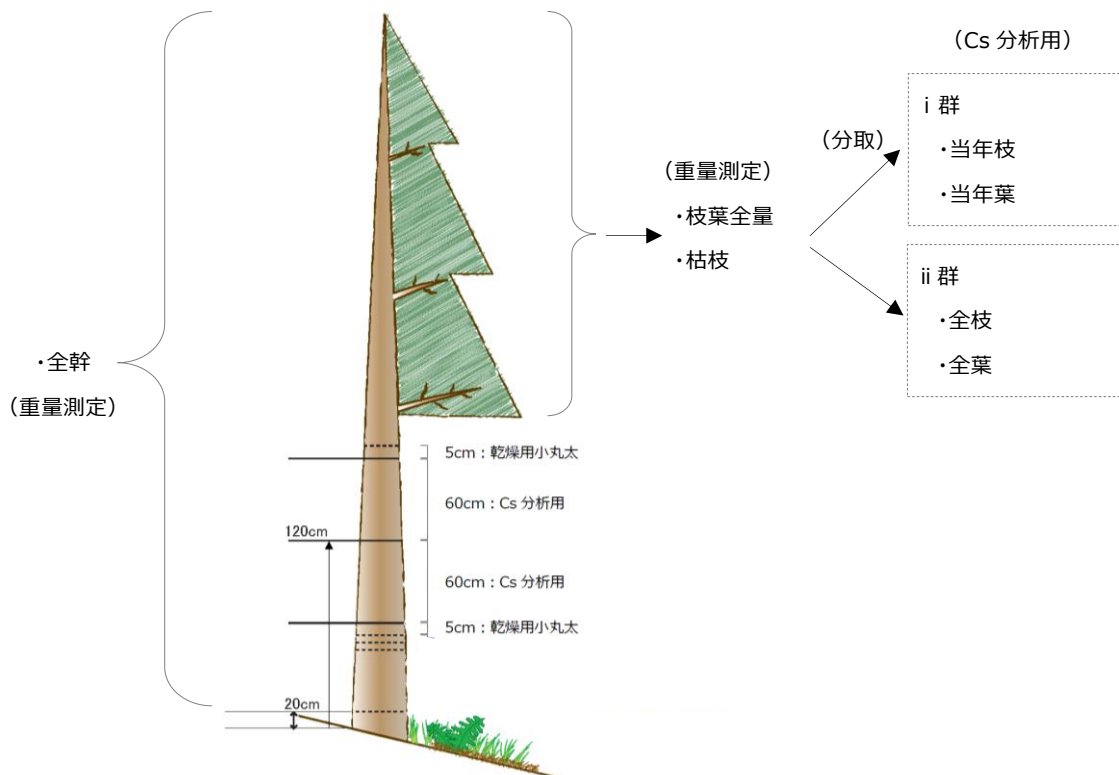 ・全幹
（重量測定）
5cm：乾燥用小丸太
60cm：Cs 分析用
120cm
60cm：Cs 分析用
5cm：乾燥用小丸太
20cm
（重量測定）
・枝葉全量
・枯枝
（分取）
（Cs 分析用）
i 群
・当年枝
・当年葉
ii 群
・全枝
・全葉